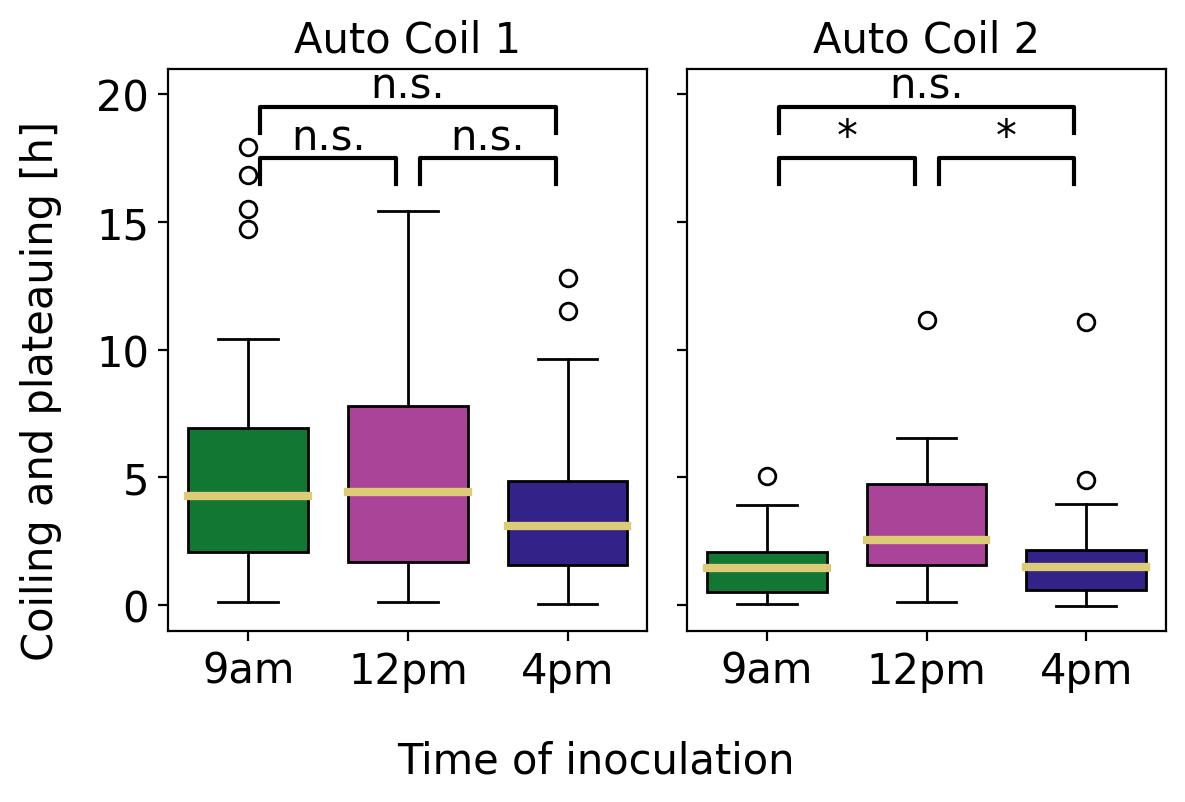 Auto Coil 1
Auto Coil 2
Coiling and plateauing [h]
20
15
10
5
0
n.s.
n.s.
n.s.
n.s.
*
*
9am
12pm
4pm
9am
12pm
4pm
Time of inoculation